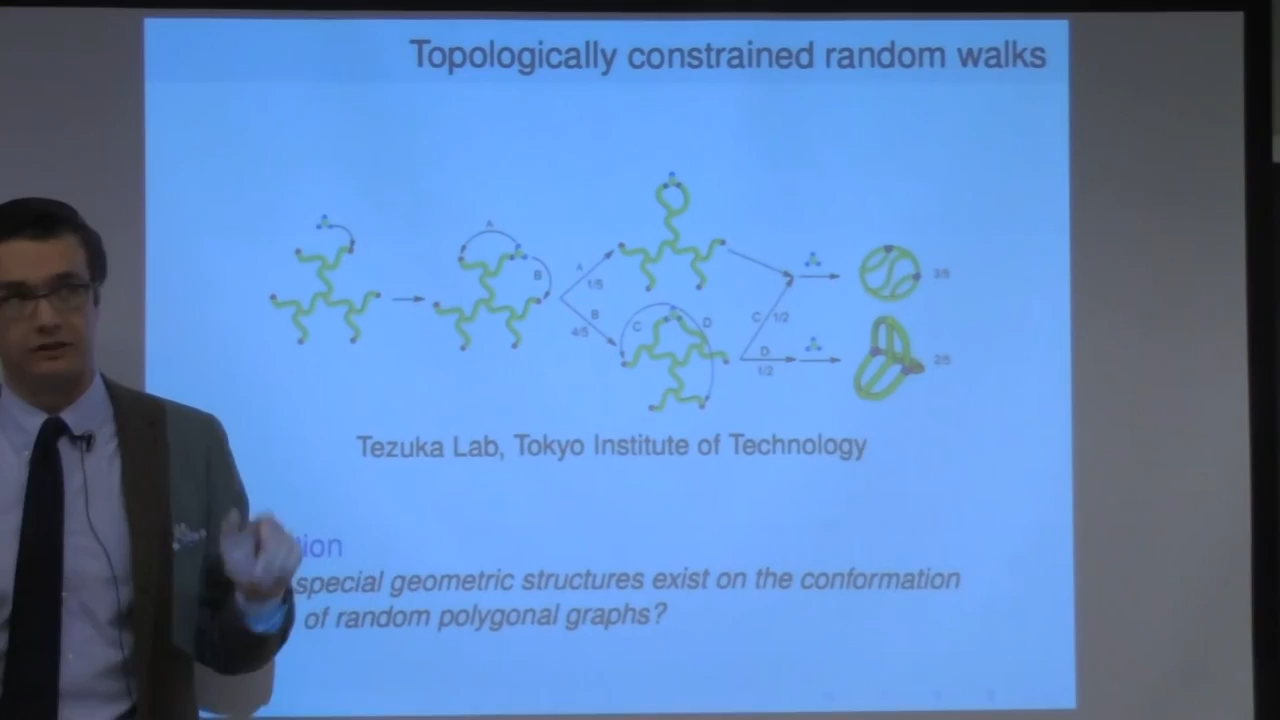 Topologically constrained random walks
A
B
A
1/5
B
4/5
C
D
C
1/2
D
1/2
3/5
2/5
Tezuka Lab, Tokyo Institute of Technology
tion
special geometric structures exist on the conformation
of random polygonal graphs?